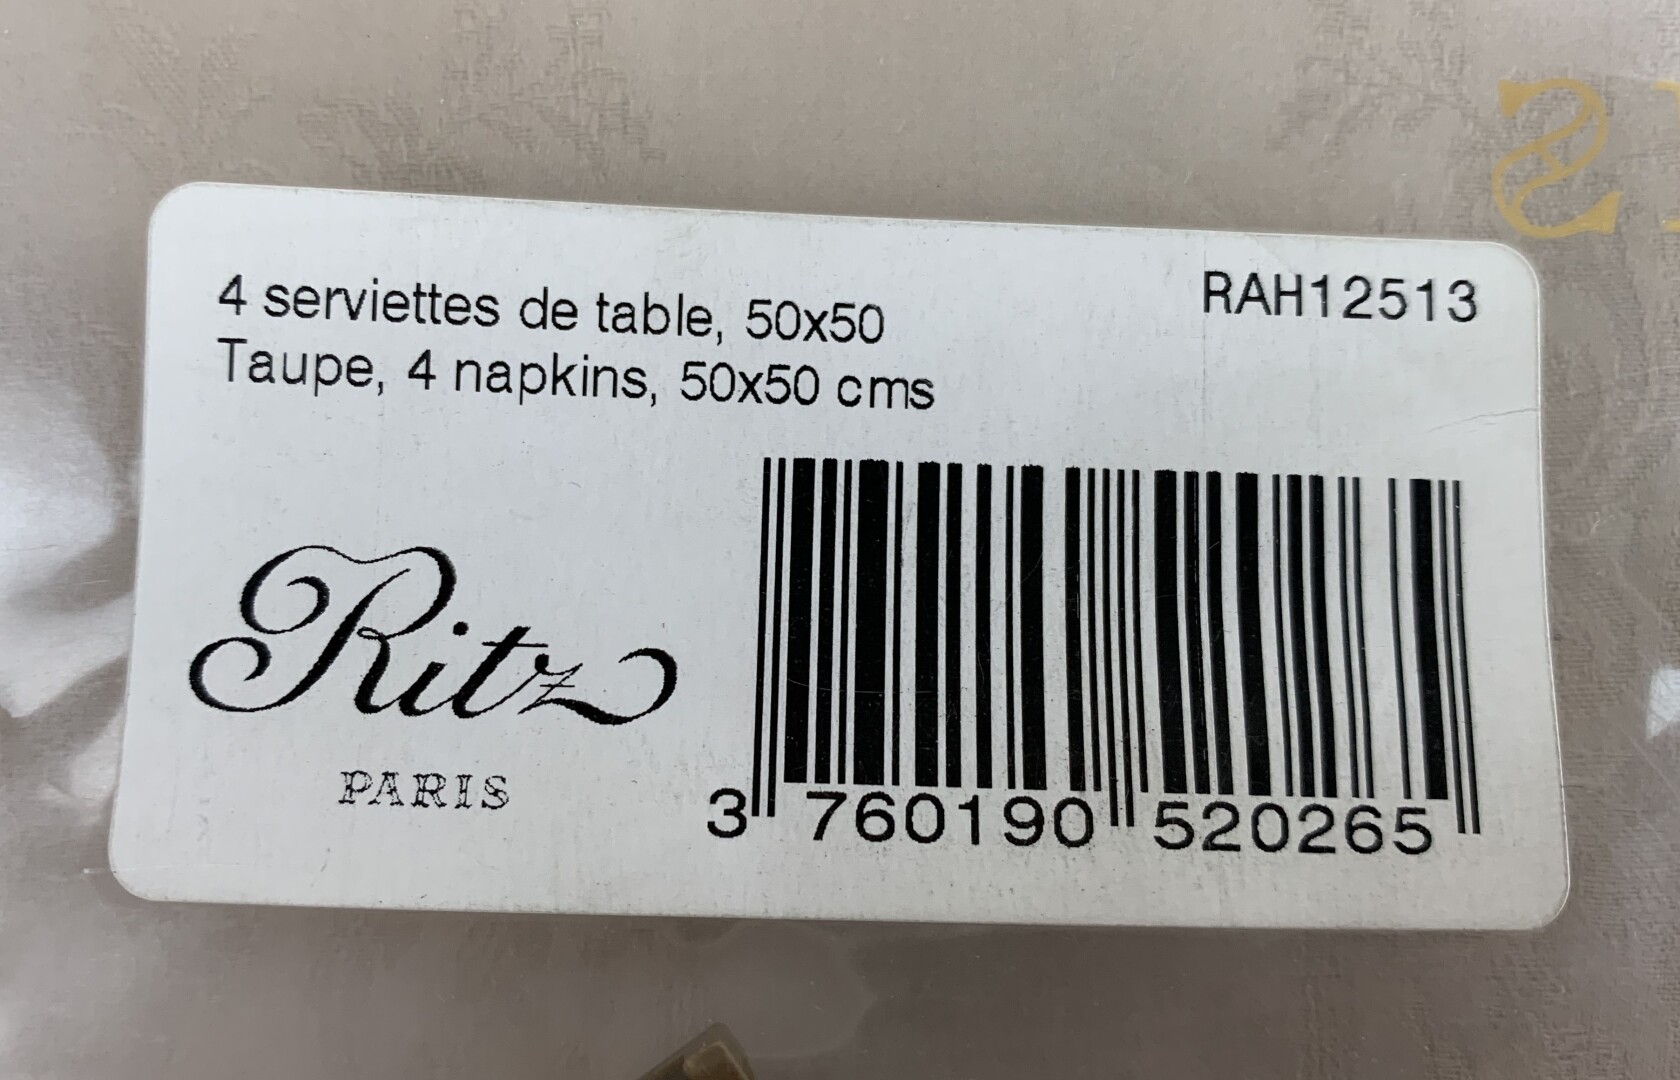 4 serviettes de table, 50x50
RAH12513
Taupe, 4 napkins, 50x50 cms
Ritz
PARIS
3 760190 520265